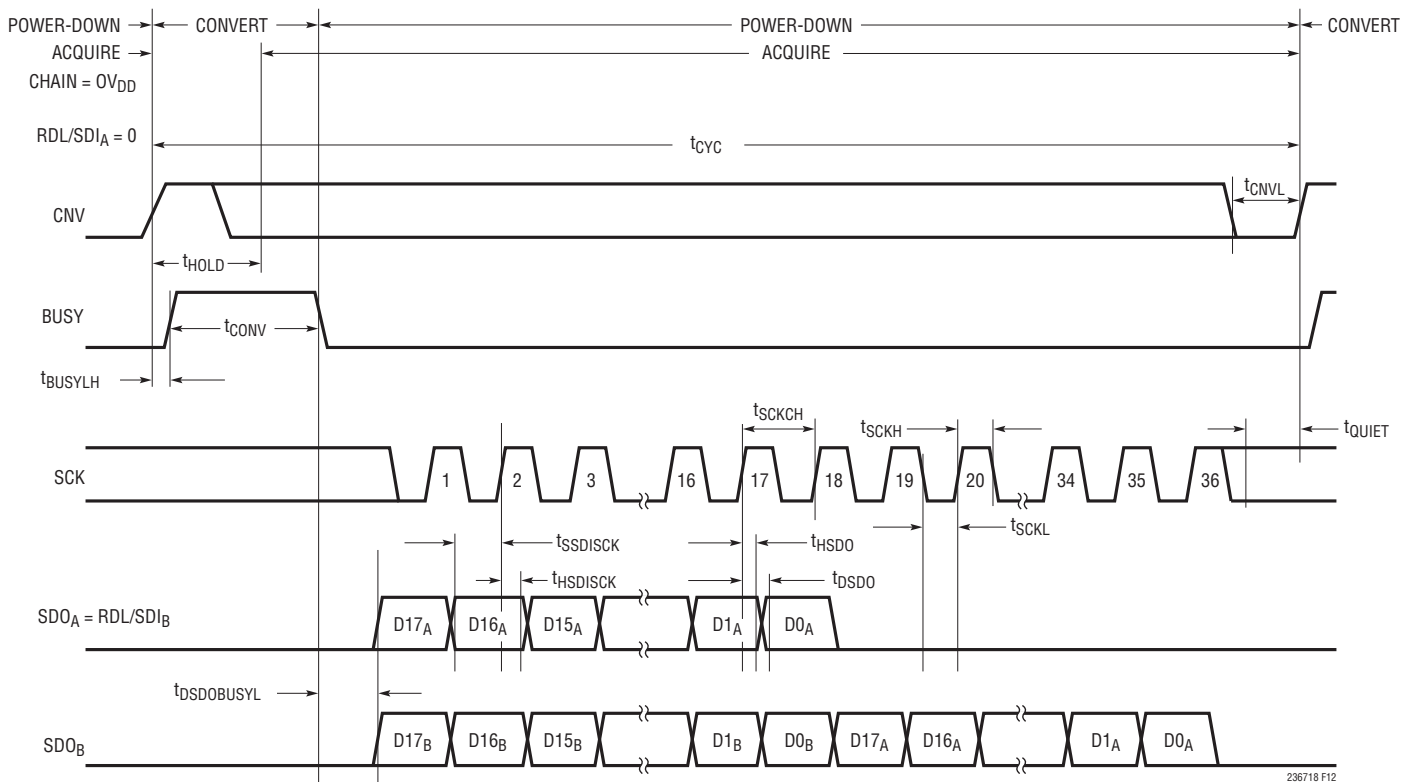 POWER-DOWN CONVERT POWER-DOWN CONVERT
ACQUIRE ACQUIRE
CHAIN = OVDD
RDL/SDIA = 0
tCYC
CNV
tCNVL
tHOLD
BUSY
tCONV
tBUSYLH
tSCKCH
tSCKH
tQUIET
SCK
1 2 3 16 17 18 19 20 34 35 36
tSSDISCK
tHSDO
tSCKL
tHSDISCK
tDSDO
SDOA = RDL/SDIB
D17A D16A D15A D1A D0A
tDSDOBUSYL
SDOB
D17B D16B D15B D1B D0B D17A D16A D1A D0A
236718 F12